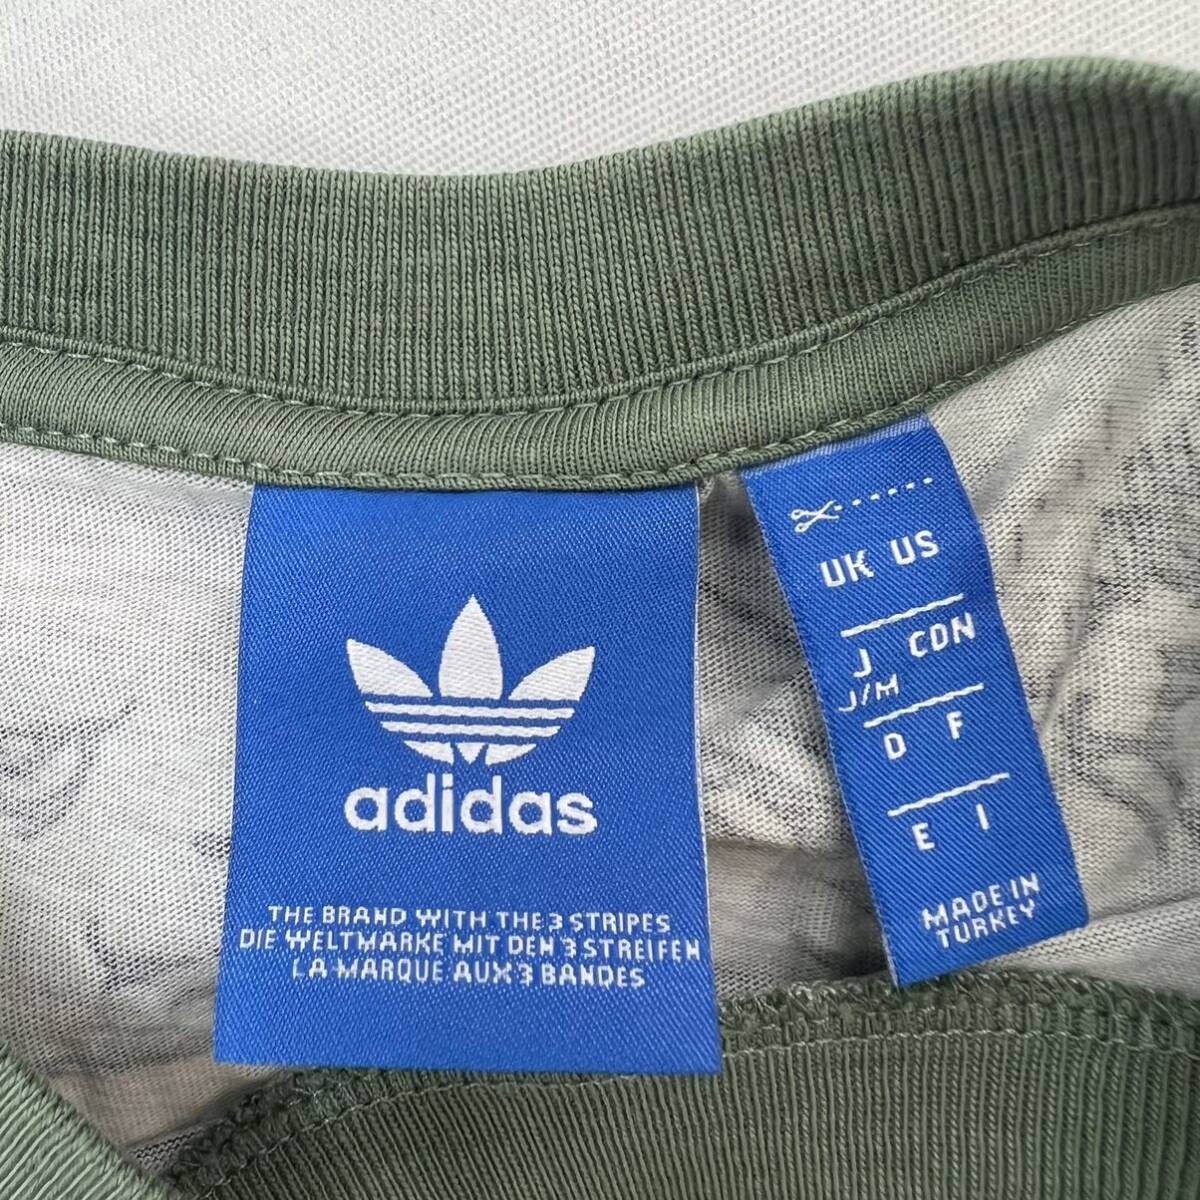 adidas
THE BRAND WITH THE 3 STRIPES
DIE WELTMARKE MIT DEN 3 STREIFEN
LA MARQUE AUX 3 BANDES
UK US
J CDN
J/M
D F
E I
MADE IN
TURKEY